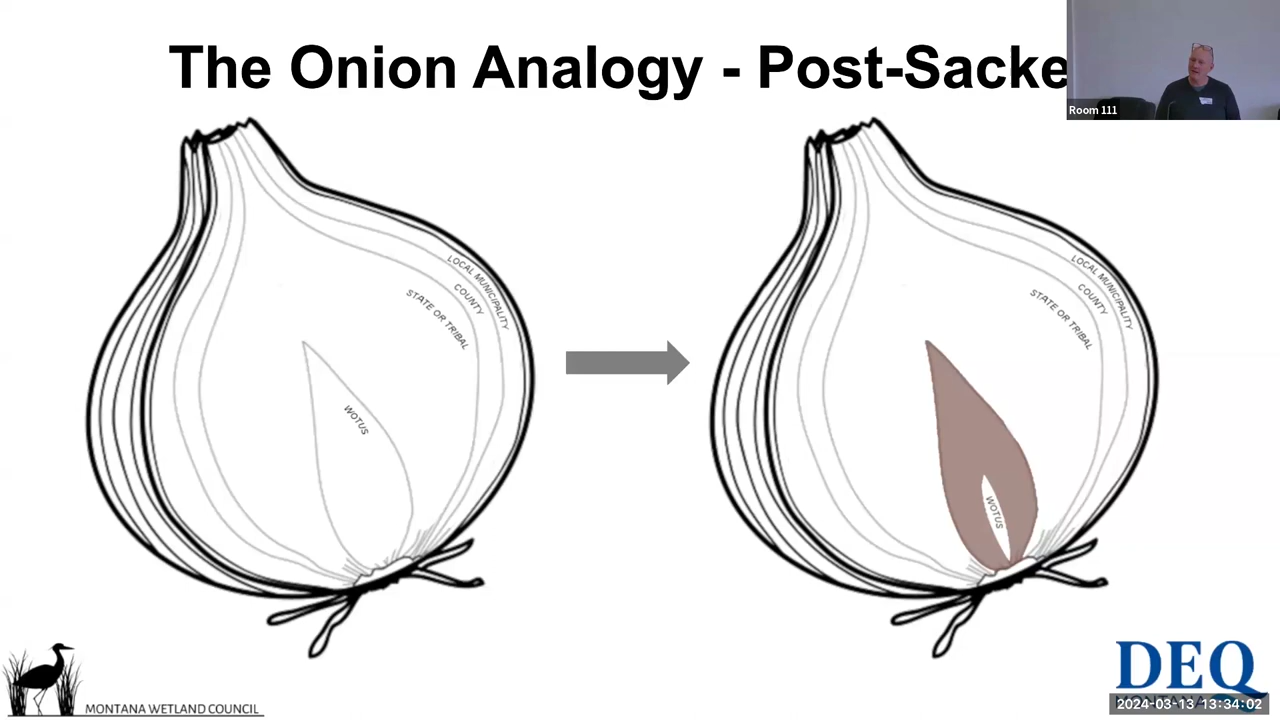 The Onion Analogy - Post-Sacke
Room 111
LOCAL MUNICIPALITY
COUNTY
STATE OR TRIBAL
WOTUS
LOCAL MUNICIPALITY
COUNTY
STATE OR TRIBAL
WOTUS
MONTANA WETLAND COUNCIL
DEQ
MONTANA
2024-03-13 13:34:02